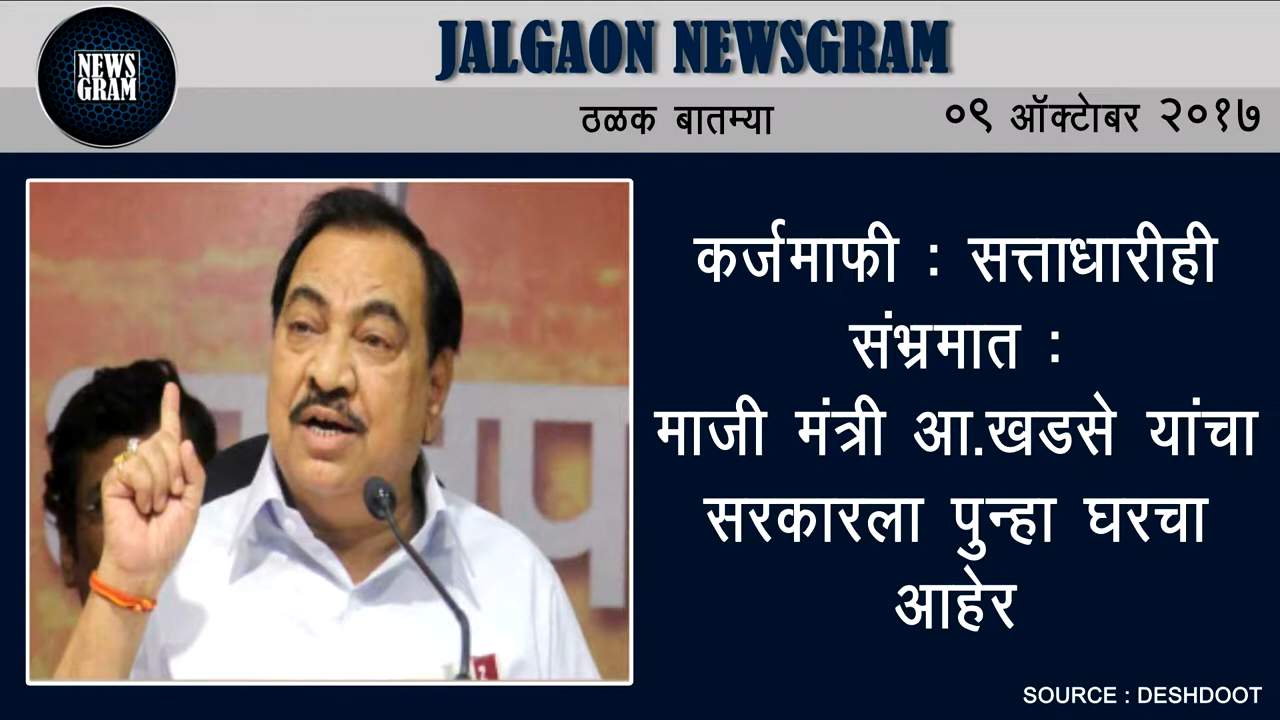 NEWS
GRAM
JALGAON NEWSGRAM
ठळक बातम्या
०९ ऑक्टोबर २०१७
कर्जमाफी : सत्ताधारीही
संभ्रमात :
माजी मंत्री आ.खडसे यांचा
सरकारला पुन्हा घरचा
आहेर
SOURCE : DESHDOOT